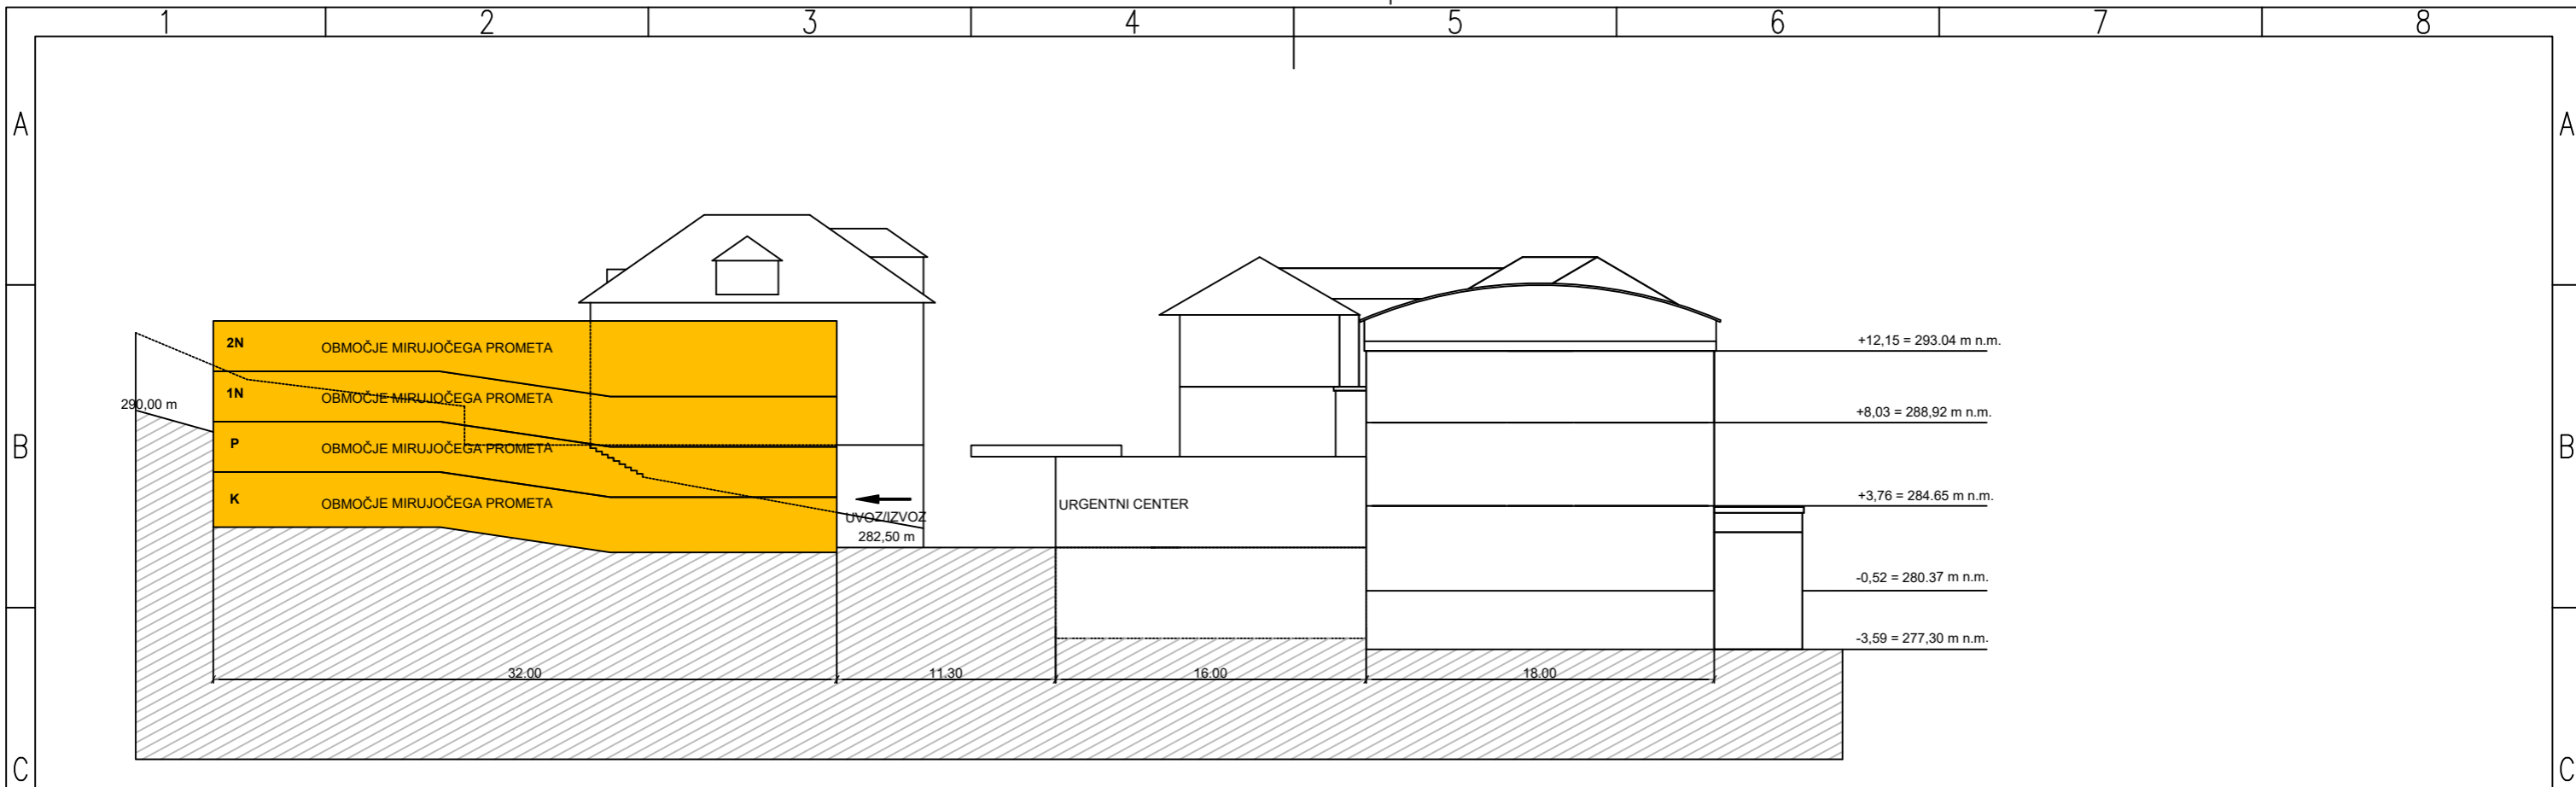 1 2 3 4 5 6 7 8
A A
+12,15 = 293.04 m n.m.
2N OBMOČJE MIRUJOČEGA PROMETA
1N OBMOČJE MIRUJOČEGA PROMETA
290,00 m
+8,03 = 288,92 m n.m.
B B
P OBMOČJE MIRUJOČEGA PROMETA
+3,76 = 284.65 m n.m.
K OBMOČJE MIRUJOČEGA PROMETA
URGENTNI CENTER
UVOZ/IZVOZ
282,50 m
-0,52 = 280.37 m n.m.
-3,59 = 277,30 m n.m.
32.00 11.30 16.00 18.00
C C